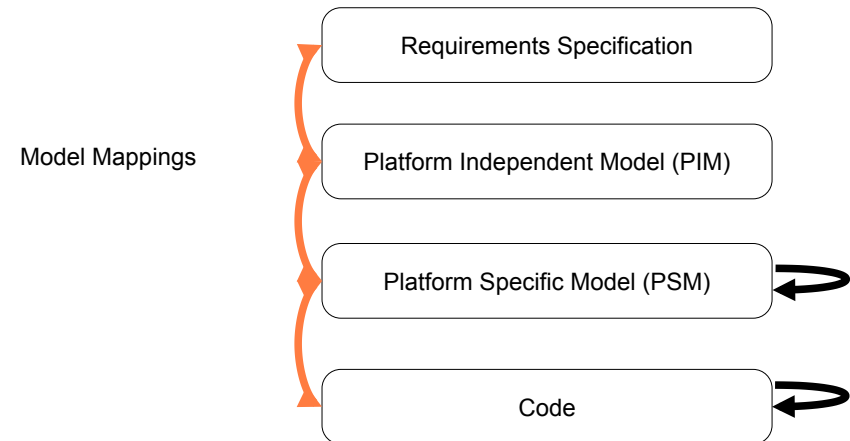 Requirements Specification
Model Mappings
Platform Independent Model (PIM)
Platform Specific Model (PSM)
Code